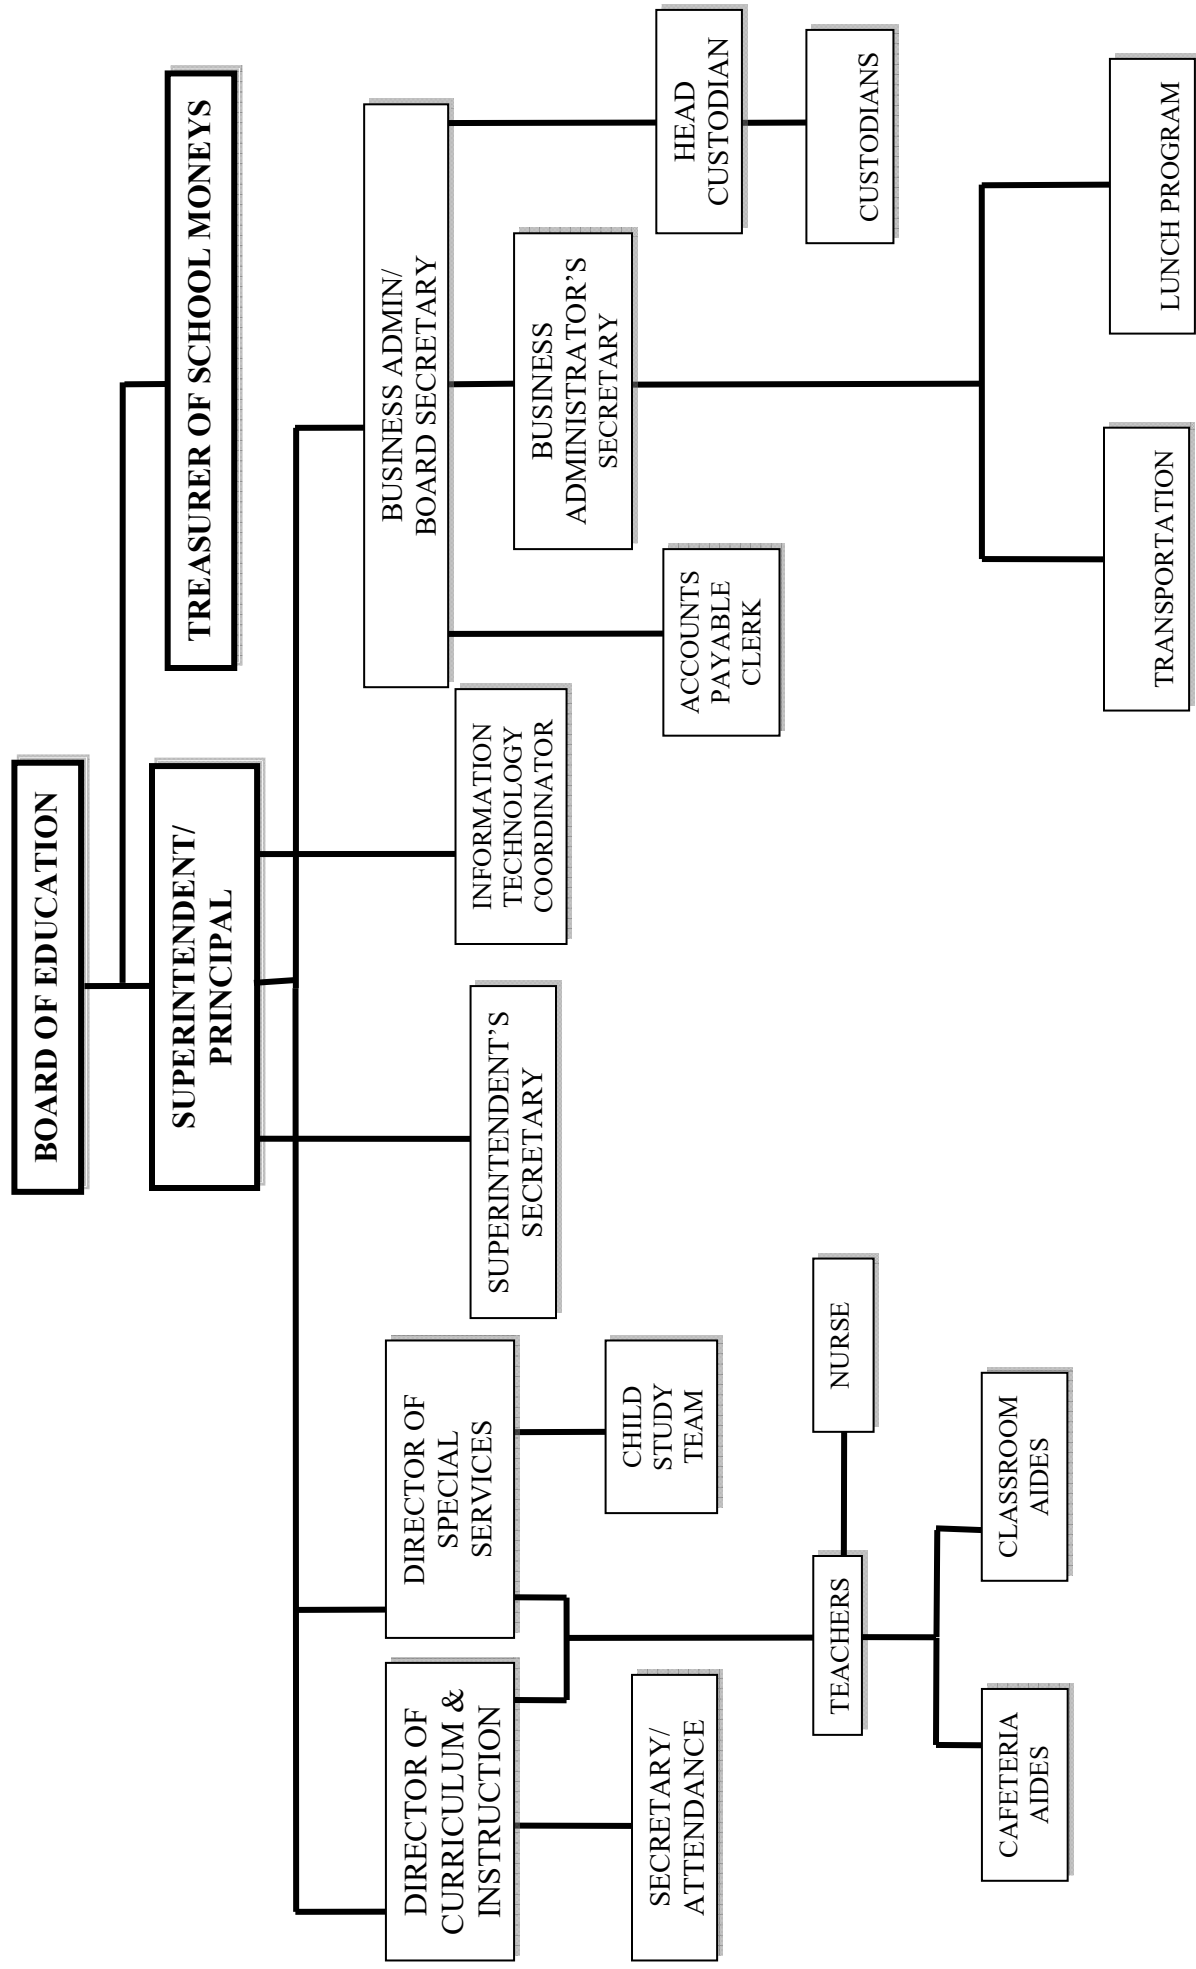 BOARD OF EDUCATION
TREASURER OF SCHOOL MONEYS
SUPERINTENDENT/
PRINCIPAL
DIRECTOR OF
CURRICULUM &
INSTRUCTION
DIRECTOR OF
SPECIAL
SERVICES
SUPERINTENDENT’S
SECRETARY
INFORMATION
TECHNOLOGY
COORDINATOR
BUSINESS ADMIN/
BOARD SECRETARY
SECRETARY/
ATTENDANCE
CHILD
STUDY
TEAM
ACCOUNTS
PAYABLE
CLERK
BUSINESS
ADMINISTRATOR’S
SECRETARY
HEAD
CUSTODIAN
CUSTODIANS
TEACHERS
NURSE
CAFETERIA
AIDES
CLASSROOM
AIDES
TRANSPORTATION
LUNCH PROGRAM